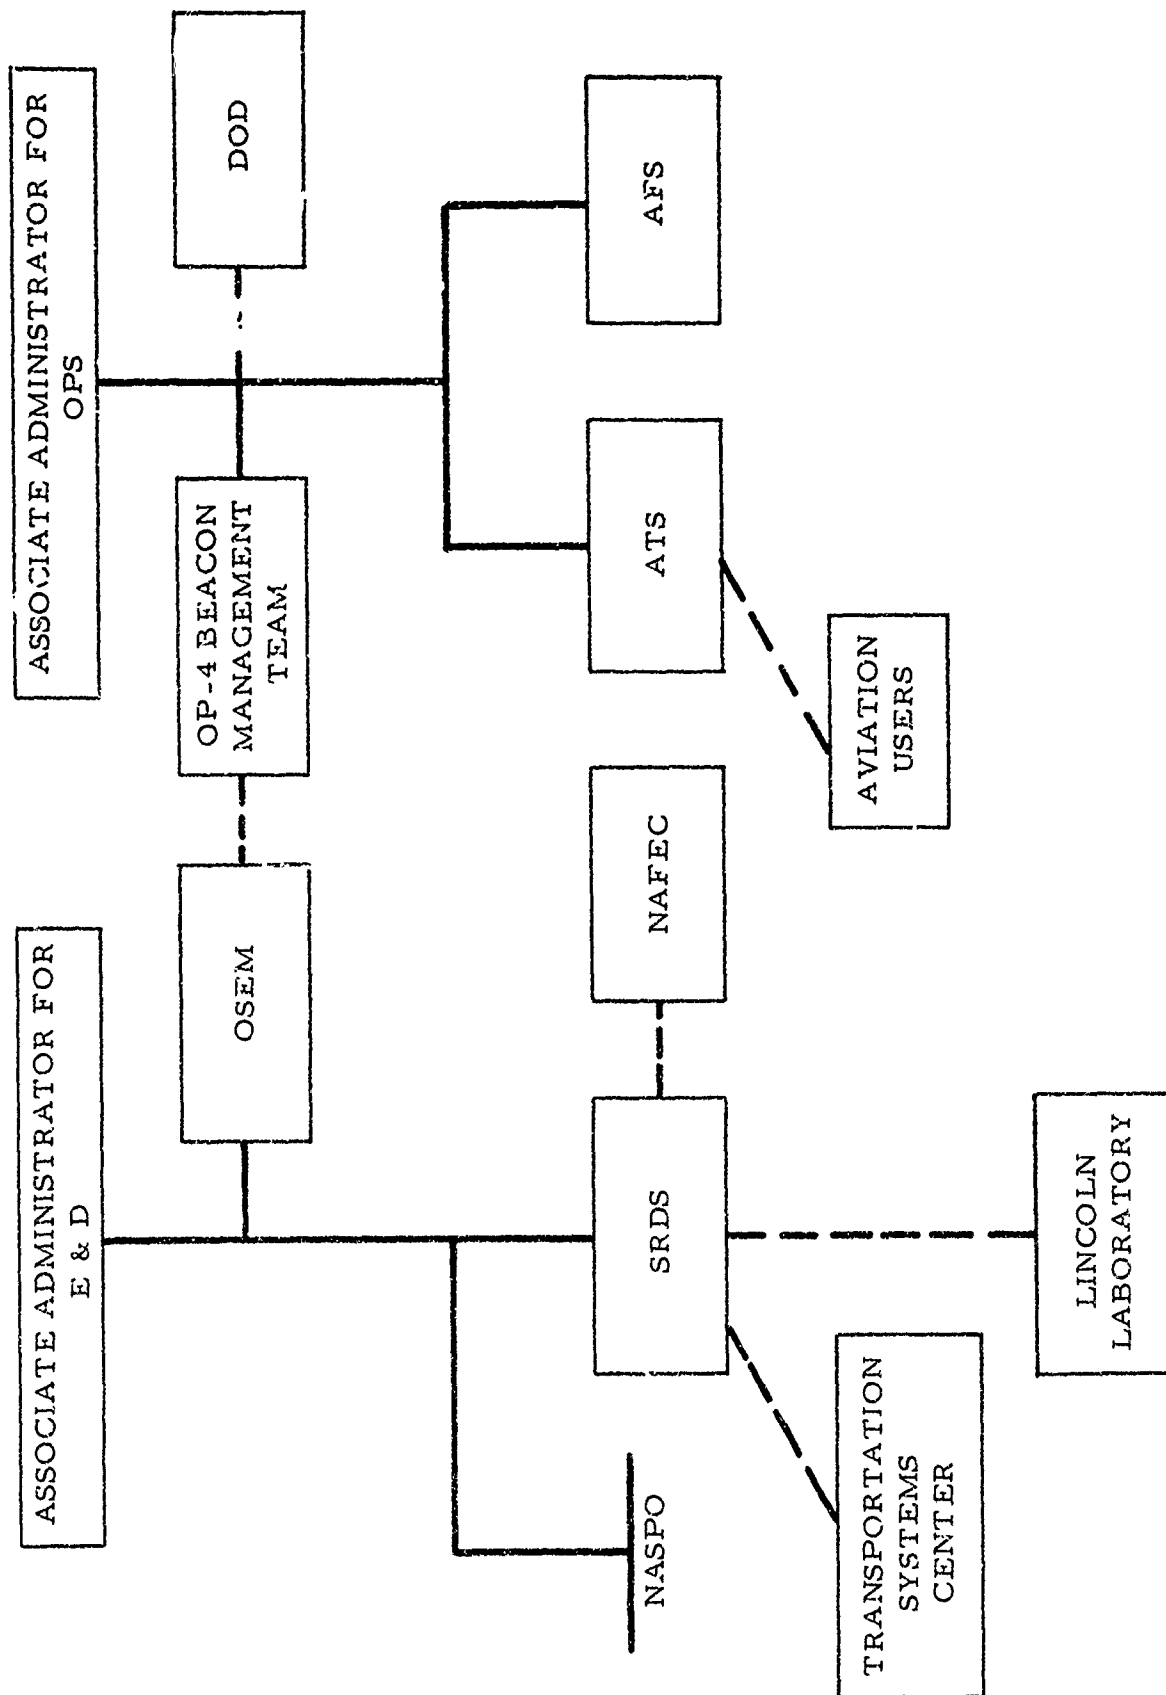 ASSOCIATE ADMINISTRATOR FOR
E & D
ASSOCIATE ADMINISTRATOR FOR
OPS
OSEM
OP-4 BEACON
MANAGEMENT
TEAM
DOD
NASPO
SRDS
NAFEC
ATS
AFS
TRANSPORTATION
SYSTEMS
CENTER
AVIATION
USERS
LINCOLN
LABORATORY